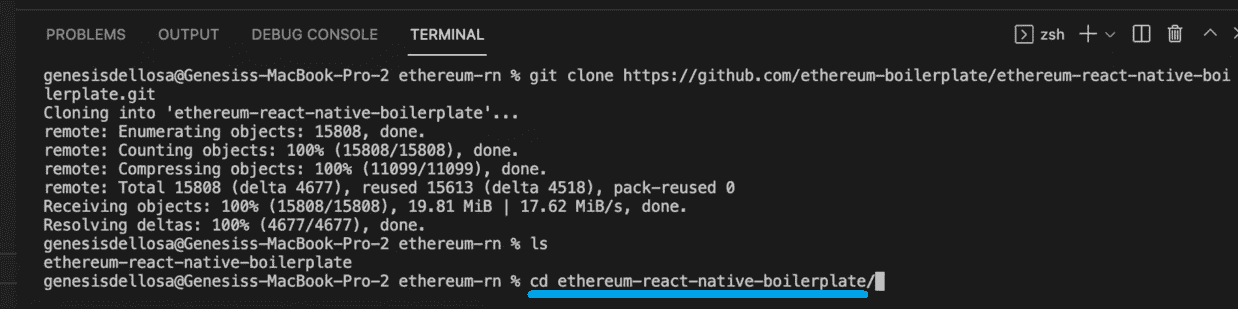 PROBLEMS OUTPUT DEBUG CONSOLE TERMINAL zsh
genesisdellosa@Genesiss-MacBook-Pro-2 ethereum-rn % git clone https://github.com/ethereum-boilerplate/ethereum-react-native-boi
lerplate.git
Cloning into 'ethereum-react-native-boilerplate'...
remote: Enumerating objects: 15808, done.
remote: Counting objects: 100% (15808/15808), done.
remote: Compressing objects: 100% (11099/11099), done.
remote: Total 15808 (delta 4677), reused 15613 (delta 4518), pack-reused 0
Receiving objects: 100% (15808/15808), 19.81 MiB | 17.62 MiB/s, done.
Resolving deltas: 100% (4677/4677), done.
genesisdellosa@Genesiss-MacBook-Pro-2 ethereum-rn % ls
ethereum-react-native-boilerplate
genesisdellosa@Genesiss-MacBook-Pro-2 ethereum-rn % cd ethereum-react-native-boilerplate/